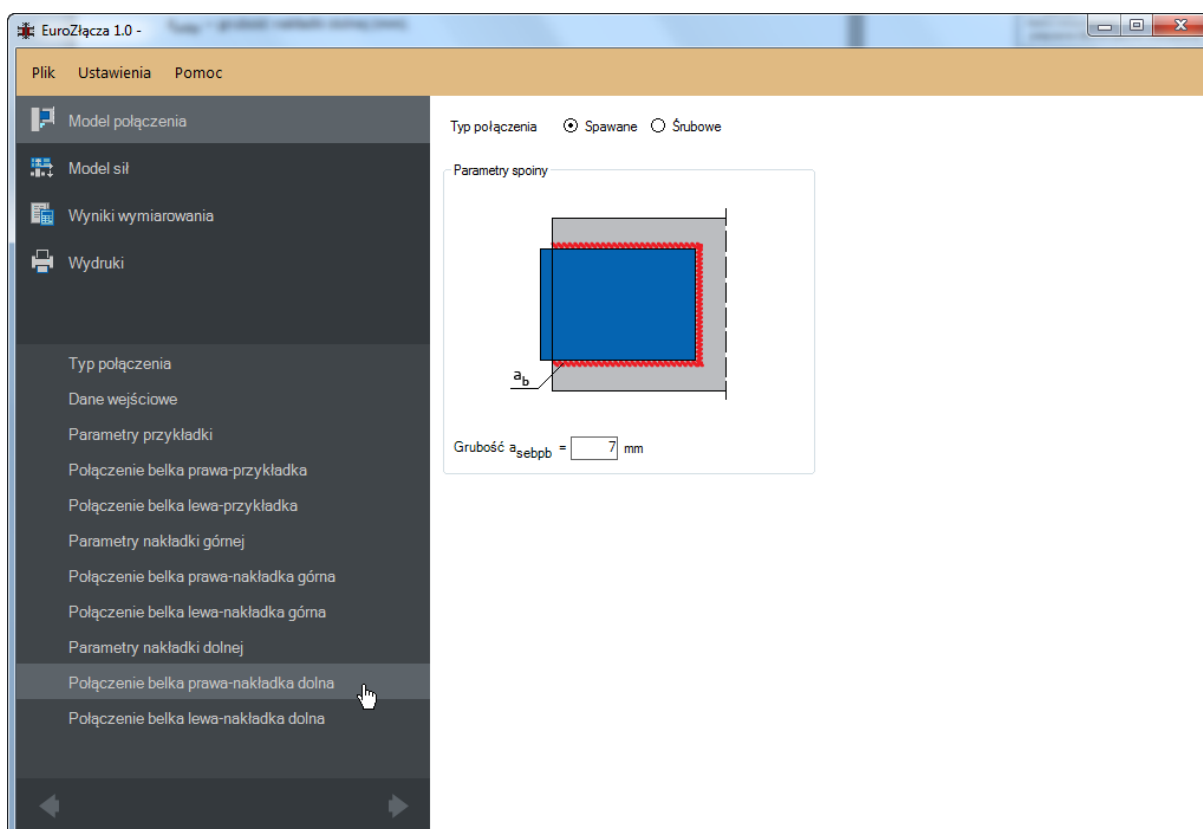 EuroZłącza 1.0 -
Plik Ustawienia Pomoc
Model połączenia
Model sił
Wyniki wymiarowania
Wydruki
Typ połączenia
Dane wejściowe
Parametry przykładki
Połączenie belka prawa-przykładka
Połączenie belka lewa-przykładka
Parametry nakładki górnej
Połączenie belka prawa-nakładka górna
Połączenie belka lewa-nakładka górna
Parametry nakładki dolnej
Połączenie belka prawa-nakładka dolna
Połączenie belka lewa-nakładka dolna
Typ połączenia Spawane Śrubowe
Parametry spoiny
ab
Grubość asebpb = 7 mm